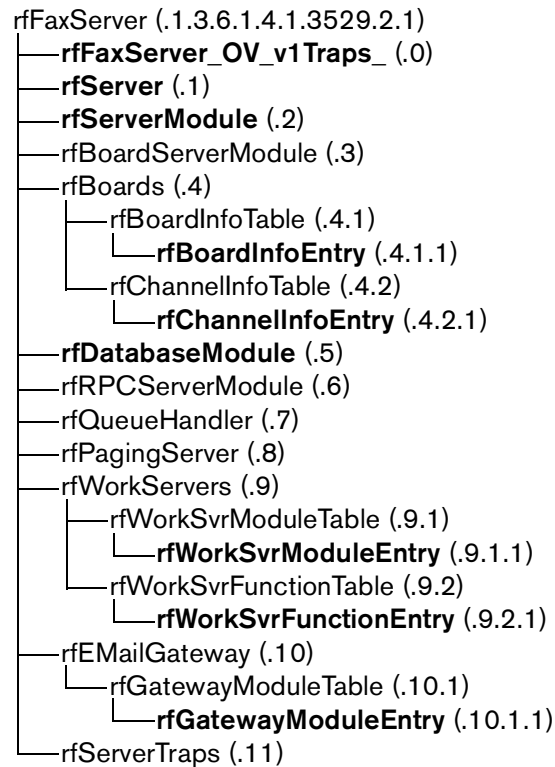 rfFaxServer (.1.3.6.1.4.1.3529.2.1)
rfFaxServer_OV_v1Traps_ (.0)
rfServer (.1)
rfServerModule (.2)
rfBoardServerModule (.3)
rfBoards (.4)
rfBoardInfoTable (.4.1)
rfBoardInfoEntry (.4.1.1)
rfChannelInfoTable (.4.2)
rfChannelInfoEntry (.4.2.1)
rfDatabaseModule (.5)
rfRPCServerModule (.6)
rfQueueHandler (.7)
rfPagingServer (.8)
rfWorkServers (.9)
rfWorkSvrModuleTable (.9.1)
rfWorkSvrModuleEntry (.9.1.1)
rfWorkSvrFunctionTable (.9.2)
rfWorkSvrFunctionEntry (.9.2.1)
rfEMailGateway (.10)
rfGatewayModuleTable (.10.1)
rfGatewayModuleEntry (.10.1.1)
rfServerTraps (.11)